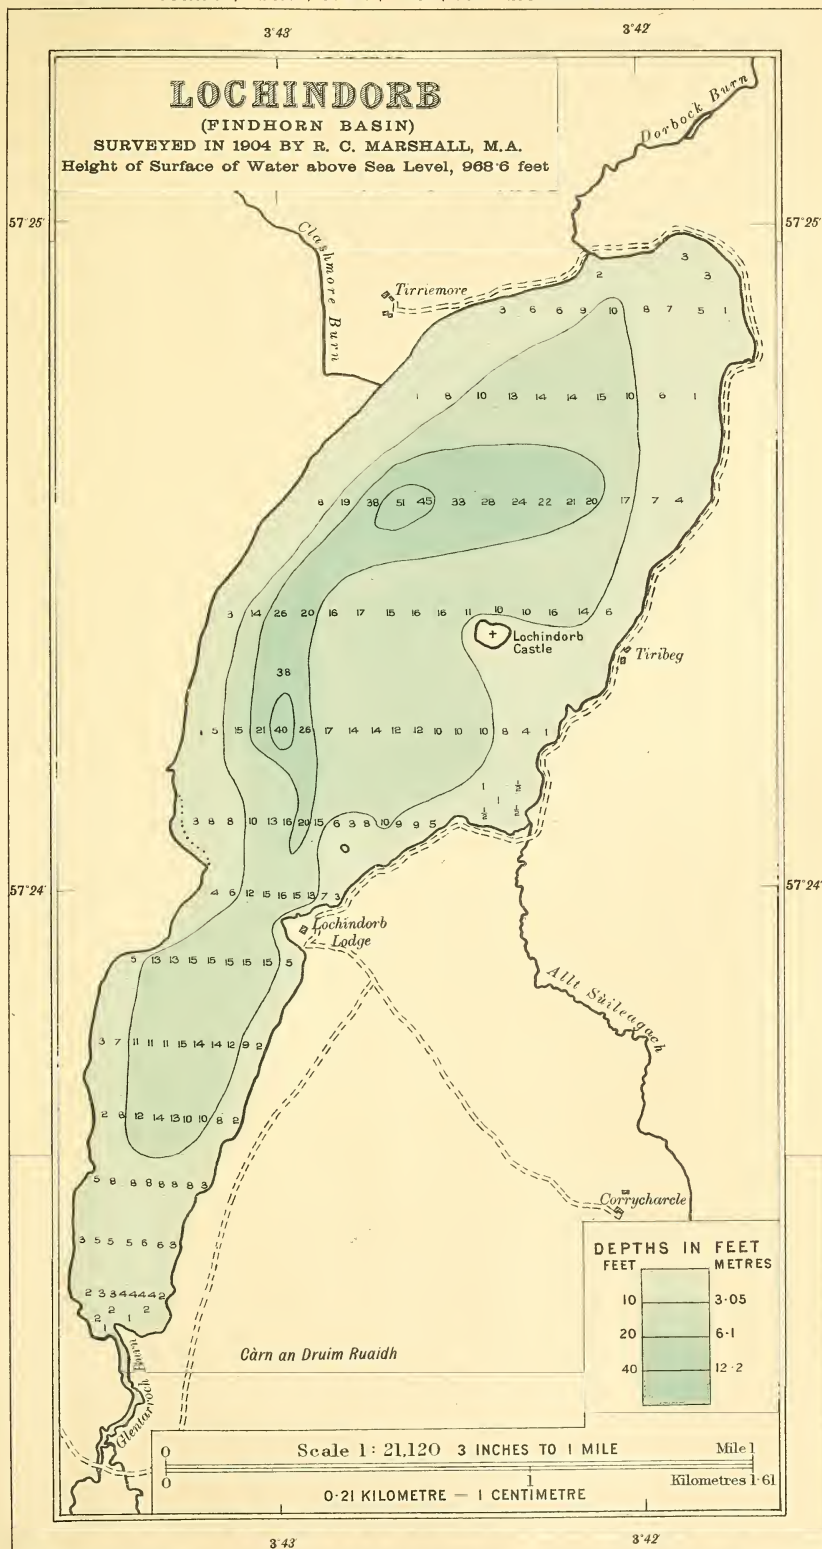 3°43′ 3°42′
LOCHINDORB
(FINDHORN BASIN)
SURVEYED IN 1904 BY R. C. MARSHALL, M.A.
Height of Surface of Water above Sea Level, 968·6 feet
Dorbock Burn
57°25′ 57°25′
Clashmore Burn
Tirriemore
3
2 3
3 6 6 9 10 8 7 5 1
1 8 10 13 14 14 15 10 6 1
8 19 38 51 45 33 28 24 22 21 20 17 7 4
3 14 26 20 16 17 15 16 16 11 10 10 16 14 6
Lochindorb
Castle
Tiribeg
38
1 5 15 21 40 26 17 14 14 12 12 10 10 10 8 4 1
1 ½
1
½ ½
3 8 8 10 13 16 20 15 6 3 8 10 9 9 5
57°24′ 57°24′
4 6 12 15 16 15 13 7 3
Lochindorb
Lodge
5 13 13 15 15 15 15 15 5
Allt Sùileagach
3 7 11 11 11 15 14 14 12 9 2
2 8 12 14 13 10 10 8 2
5 8 8 8 8 8 8 3
Corrycharcle
3 5 5 5 6 6 3
2 3 3 4 4 4 4 2
2 2
2 1
1
Glentarroch Burn
Càrn an Druim Ruaidh
DEPTHS IN FEET
FEET METRES
10 3·05
20 6·1
40 12·2
0 Scale 1 : 21,120 3 INCHES TO 1 MILE Mile 1
0 1 Kilometres 1·61
0·21 KILOMETRE — 1 CENTIMETRE
3°43′ 3°42′